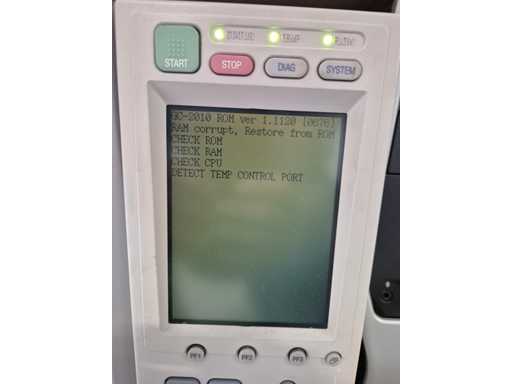 STATUS TEMP FLOW
START STOP DIAG SYSTEM
GC-2010 ROM ver 1.1120 [0676]
RAM corrupt, Restore from ROM
CHECK ROM
CHECK RAM
CHECK CPU
DETECT TEMP CONTROL PORT
PF1 PF2 PF3